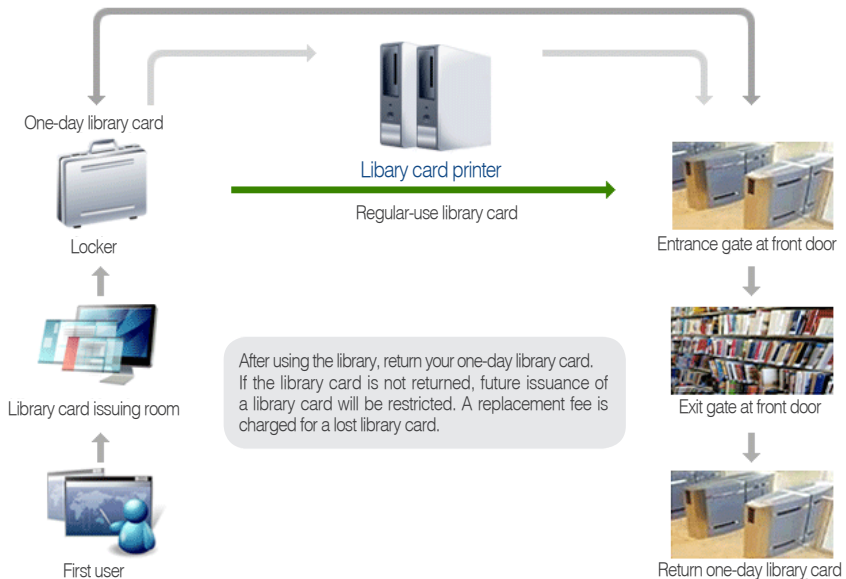 One-day library card
Libary card printer
Regular-use library card
Locker
Entrance gate at front door
After using the library, return your one-day library card.
If the library card is not returned, future issuance of
a library card will be restricted. A replacement fee is
charged for a lost library card.
Library card issuing room
Exit gate at front door
First user
Return one-day library card